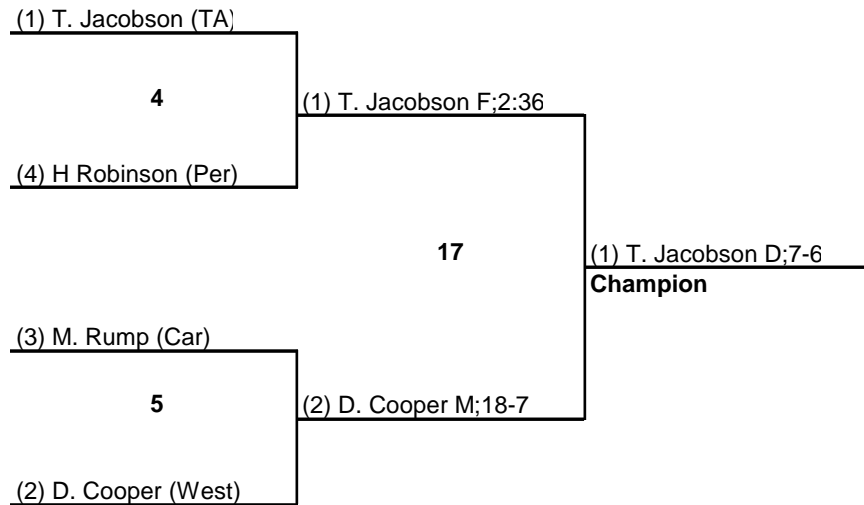 (1) T. Jacobson (TA)
4
(1) T. Jacobson F;2:36
(4) H Robinson (Per)
17
(1) T. Jacobson D;7-6
Champion
(3) M. Rump (Car)
5
(2) D. Cooper M;18-7
(2) D. Cooper (West)